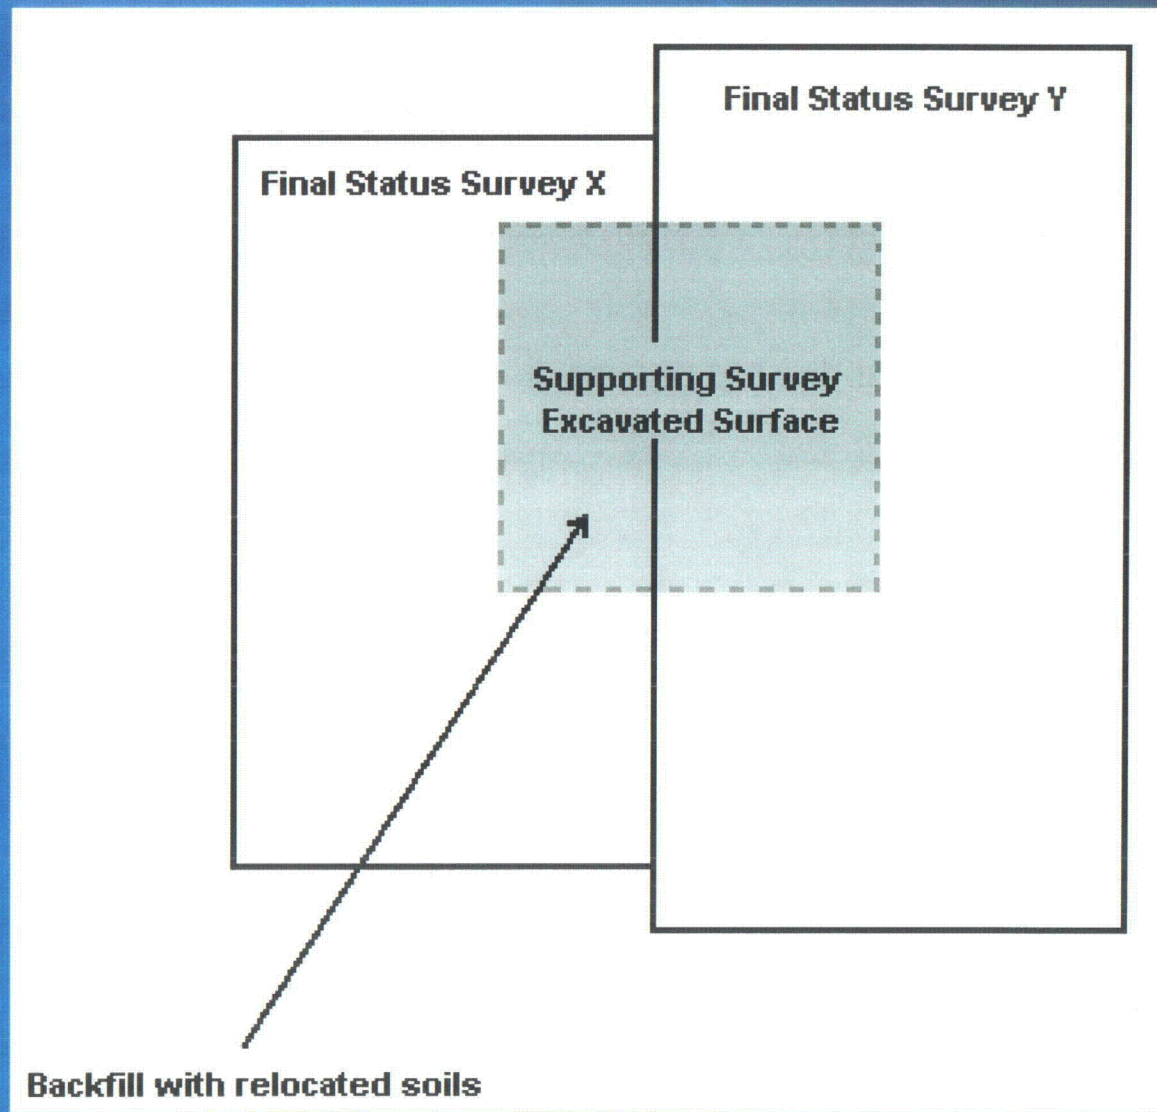 Final Status Survey Y
Final Status Survey X
Supporting Survey
Excavated Surface
Backfill with relocated soils